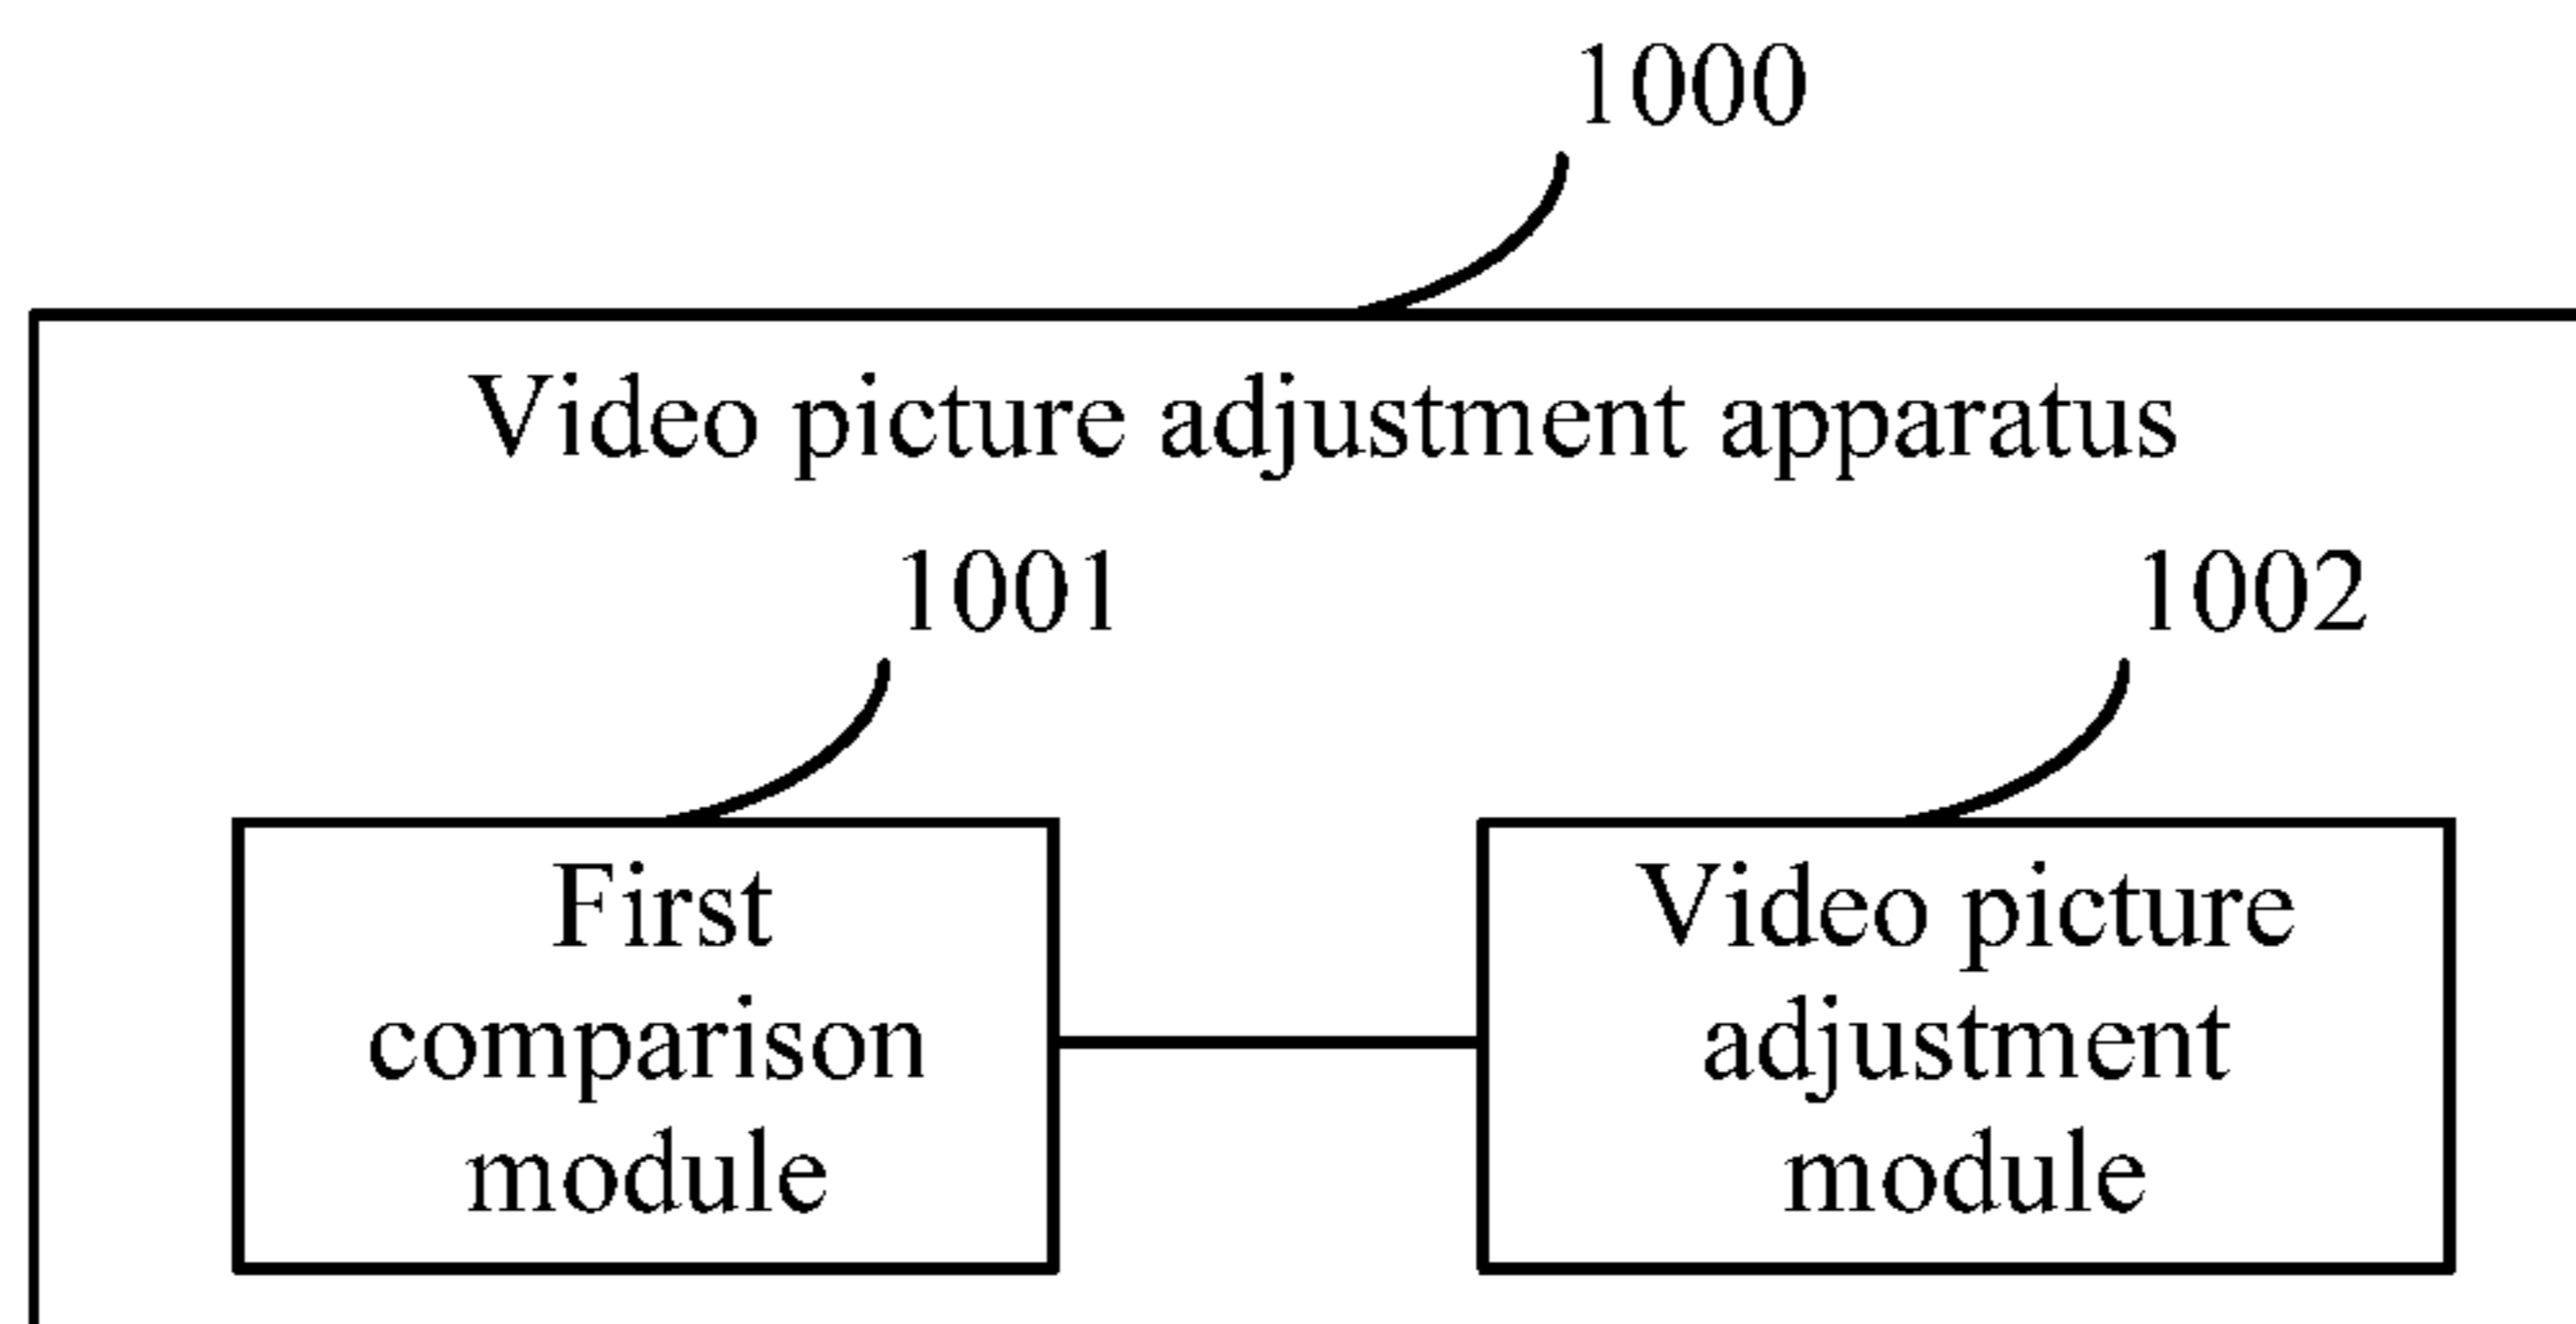 1000
Video picture adjustment apparatus
1001
1002
First
comparison
module
Video picture
adjustment
module